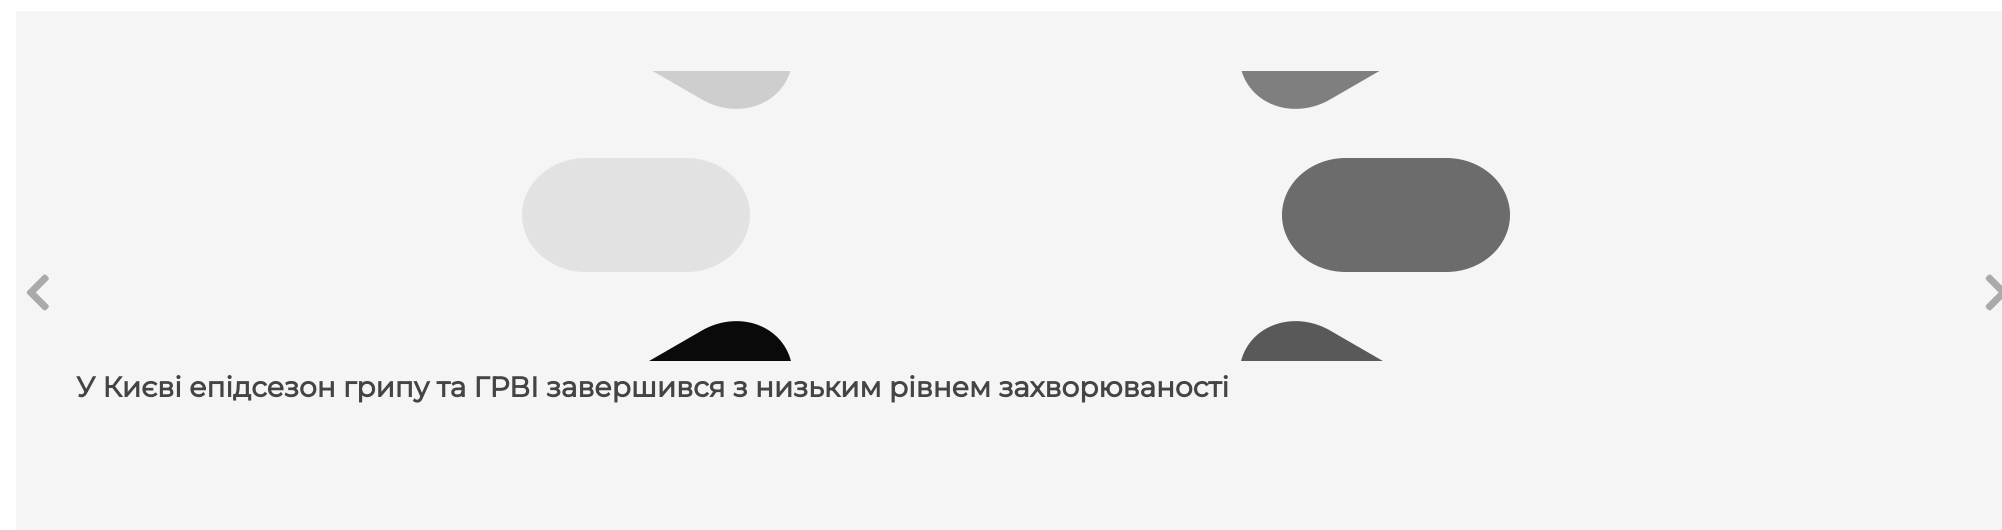 У Києві епідсезон грипу та ГРВІ завершився з низьким рівнем захворюваності